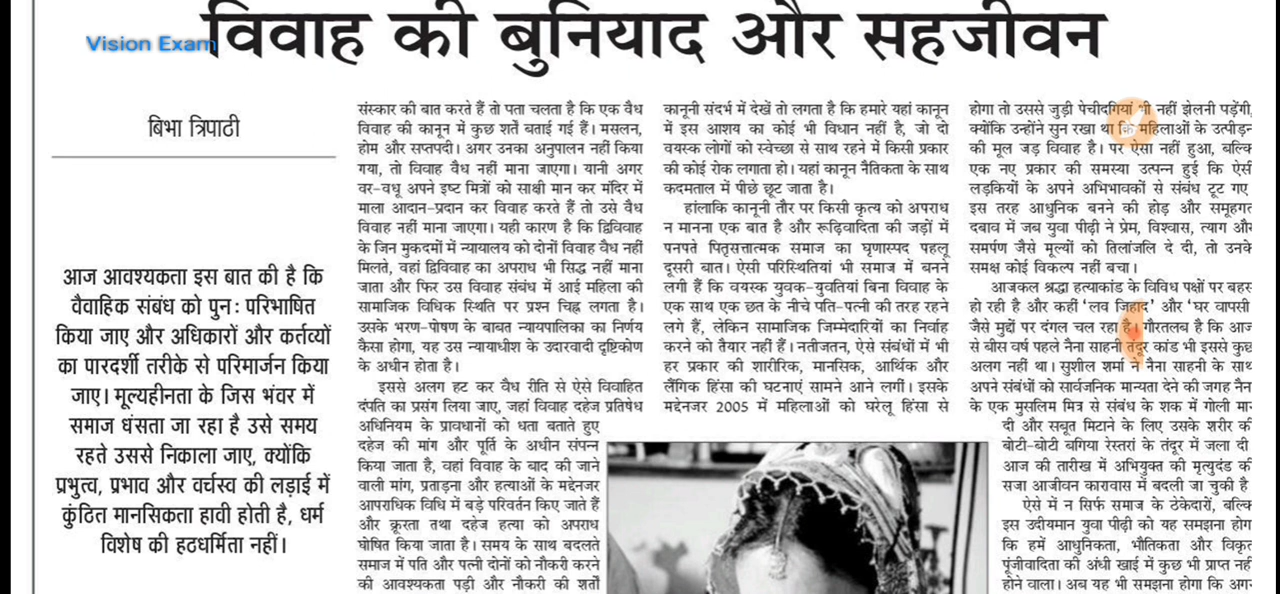 विवाह की बुनियाद और सहजीवन
Vision Exam
बिभा त्रिपाठी
आज आवश्यकता इस बात की है कि
वैवाहिक संबंध को पुनः परिभाषित
किया जाए और अधिकारों और कर्तव्यों
का पारदर्शी तरीके से परिमार्जन किया
जाए। मूल्यहीनता के जिस भंवर में
समाज धंसता जा रहा है उसे समय
रहते उससे निकाला जाए, क्योंकि
प्रभुत्व, प्रभाव और वर्चस्व की लड़ाई में
कुंठित मानसिकता हावी होती है, धर्म
विशेष की हठधर्मिता नहीं।
संस्कार की बात करते हैं तो पता चलता है कि एक वैध
विवाह की कानून में कुछ शर्तें बताई गई हैं। मसलन,
होम और सप्तपदी। अगर उनका अनुपालन नहीं किया
गया, तो विवाह वैध नहीं माना जाएगा। यानी अगर
वर-वधू अपने इष्ट मित्रों को साक्षी मान कर मंदिर में
माला आदान-प्रदान कर विवाह करते हैं तो उसे वैध
विवाह नहीं माना जाएगा। यही कारण है कि द्विविवाह
के जिन मुकदमों में न्यायालय को दोनों विवाह वैध नहीं
मिलते, वहां द्विविवाह का अपराध भी सिद्ध नहीं माना
जाता और फिर उस विवाह संबंध में आई महिला की
सामाजिक विधिक स्थिति पर प्रश्न चिह्न लगता है।
उसके भरण-पोषण के बाबत न्यायपालिका का निर्णय
कैसा होगा, यह उस न्यायाधीश के उदारवादी दृष्टिकोण
के अधीन होता है।
इससे अलग हट कर वैध रीति से ऐसे विवाहित
दंपति का प्रसंग लिया जाए, जहां विवाह दहेज प्रतिषेध
अधिनियम के प्रावधानों को धता बताते हुए
दहेज की मांग और पूर्ति के अधीन संपन्न
किया जाता है, वहां विवाह के बाद की जाने
वाली मांग, प्रताड़ना और हत्याओं के मद्देनजर
आपराधिक विधि में बड़े परिवर्तन किए जाते हैं
और क्रूरता तथा दहेज हत्या को अपराध
घोषित किया जाता है। समय के साथ बदलते
समाज में पति और पत्नी दोनों को नौकरी करने
की आवश्यकता पड़ी और नौकरी की शर्तों
कानूनी संदर्भ में देखें तो लगता है कि हमारे यहां कानून
में इस आशय का कोई भी विधान नहीं है, जो दो
वयस्क लोगों को स्वेच्छा से साथ रहने में किसी प्रकार
की कोई रोक लगाता हो। यहां कानून नैतिकता के साथ
कदमताल में पीछे छूट जाता है।
हांलाकि कानूनी तौर पर किसी कृत्य को अपराध
न मानना एक बात है और रूढ़िवादिता की जड़ों में
पनपते पितृसत्तात्मक समाज का घृणास्पद पहलू
दूसरी बात। ऐसी परिस्थितियां भी समाज में बनने
लगी हैं कि वयस्क युवक-युवतियां बिना विवाह के
एक साथ एक छत के नीचे पति-पत्नी की तरह रहने
लगे हैं, लेकिन सामाजिक जिम्मेदारियों का निर्वाह
करने को तैयार नहीं हैं। नतीजतन, ऐसे संबंधों में भी
हर प्रकार की शारीरिक, मानसिक, आर्थिक और
लैंगिक हिंसा की घटनाएं सामने आने लगीं। इसके
मद्देनजर 2005 में महिलाओं को घरेलू हिंसा से
होगा तो उससे जुड़ी पेचीदगियां भी नहीं झेलनी पड़ेंगी,
क्योंकि उन्होंने सुन रखा था कि महिलाओं के उत्पीड़न
की मूल जड़ विवाह है। पर ऐसा नहीं हुआ, बल्कि
एक नए प्रकार की समस्या उत्पन्न हुई कि ऐसी
लड़कियों के अपने अभिभावकों से संबंध टूट गए
इस तरह आधुनिक बनने की होड़ और समूहगत
दबाव में जब युवा पीढ़ी ने प्रेम, विश्वास, त्याग और
समर्पण जैसे मूल्यों को तिलांजलि दे दी, तो उनके
समक्ष कोई विकल्प नहीं बचा।
आजकल श्रद्धा हत्याकांड के विविध पक्षों पर बहस
हो रही है और कहीं 'लव जिहाद' और 'घर वापसी'
जैसे मुद्दों पर दंगल चल रहा है। गौरतलब है कि आज
से बीस वर्ष पहले नैना साहनी तंदूर कांड भी इससे कुछ
अलग नहीं था। सुशील शर्मा ने नैना साहनी के साथ
अपने संबंधों को सार्वजनिक मान्यता देने की जगह नैन
के एक मुसलिम मित्र से संबंध के शक में गोली मार
दी और सबूत मिटाने के लिए उसके शरीर की
बोटी-बोटी बगिया रेस्तरां के तंदूर में जला दी
आज की तारीख में अभियुक्त की मृत्युदंड की
सजा आजीवन कारावास में बदली जा चुकी है
ऐसे में न सिर्फ समाज के ठेकेदारों, बल्कि
इस उदीयमान युवा पीढ़ी को यह समझना होग
कि हमें आधुनिकता, भौतिकता और विकृत
पूंजीवादिता की अंधी खाई में कुछ भी प्राप्त नहीं
होने वाला। अब यह भी समझना होगा कि अगर